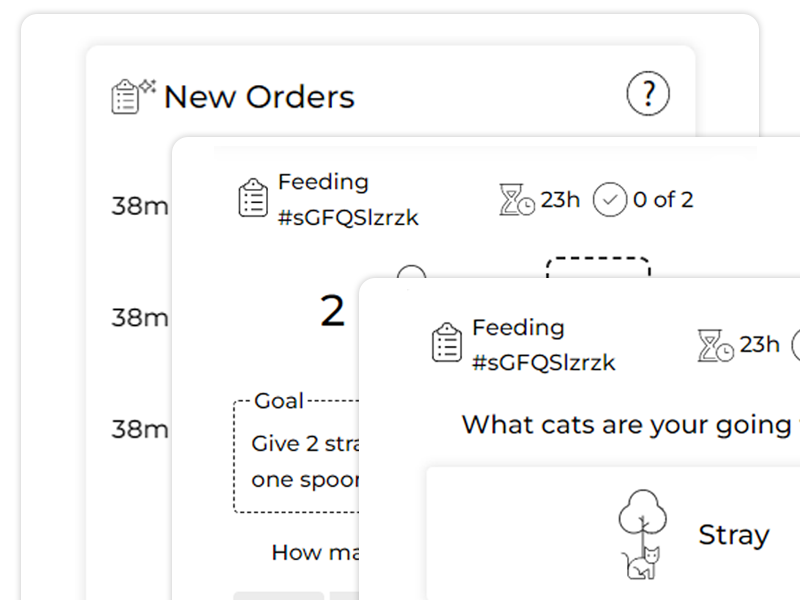 New Orders
?
38m
38m
38m
Feeding
#sGFQSlzrzk
23h
0 of 2
2
Goal
Give 2 stra
one spoon
How ma
Feeding
#sGFQSlzrzk
23h
What cats are your going
Stray